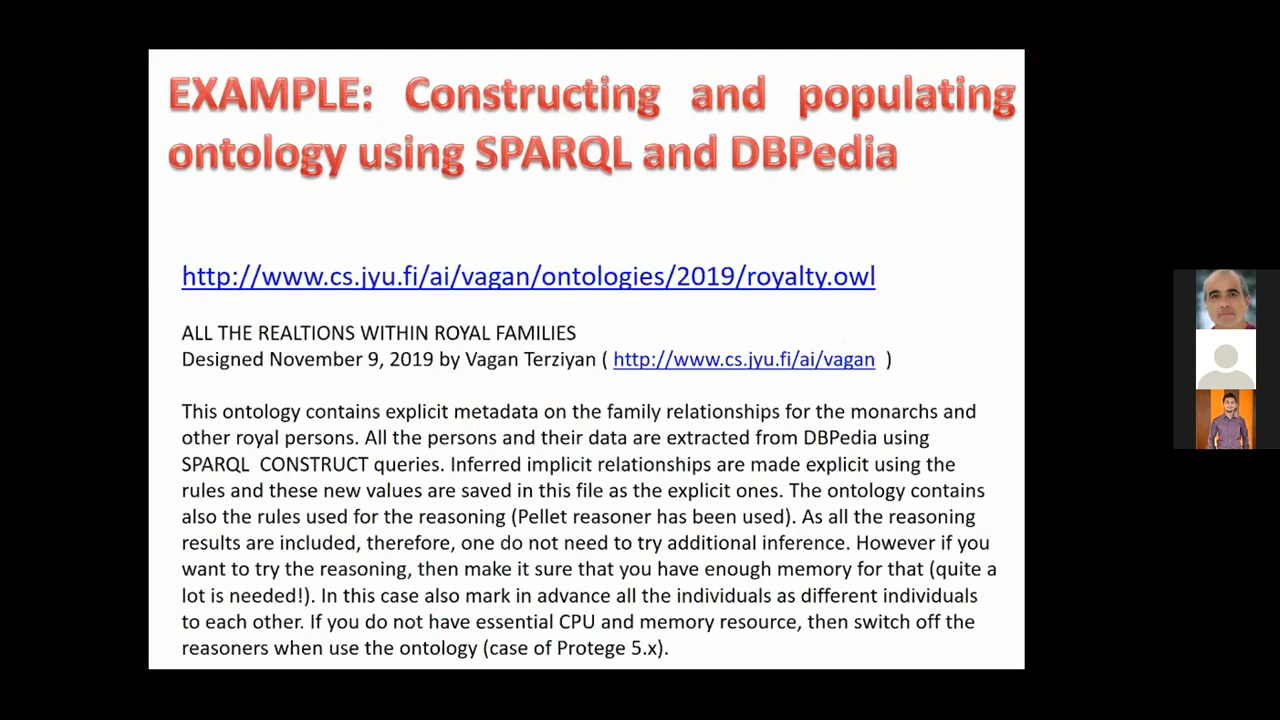 EXAMPLE: Constructing and populating
ontology using SPARQL and DBPedia
http://www.cs.jyu.fi/ai/vagan/ontologies/2019/royalty.owl
ALL THE REALTIONS WITHIN ROYAL FAMILIES
Designed November 9, 2019 by Vagan Terziyan ( http://www.cs.jyu.fi/ai/vagan )
This ontology contains explicit metadata on the family relationships for the monarchs and
other royal persons. All the persons and their data are extracted from DBPedia using
SPARQL CONSTRUCT queries. Inferred implicit relationships are made explicit using the
rules and these new values are saved in this file as the explicit ones. The ontology contains
also the rules used for the reasoning (Pellet reasoner has been used). As all the reasoning
results are included, therefore, one do not need to try additional inference. However if you
want to try the reasoning, then make it sure that you have enough memory for that (quite a
lot is needed!). In this case also mark in advance all the individuals as different individuals
to each other. If you do not have essential CPU and memory resource, then switch off the
reasoners when use the ontology (case of Protege 5.x).